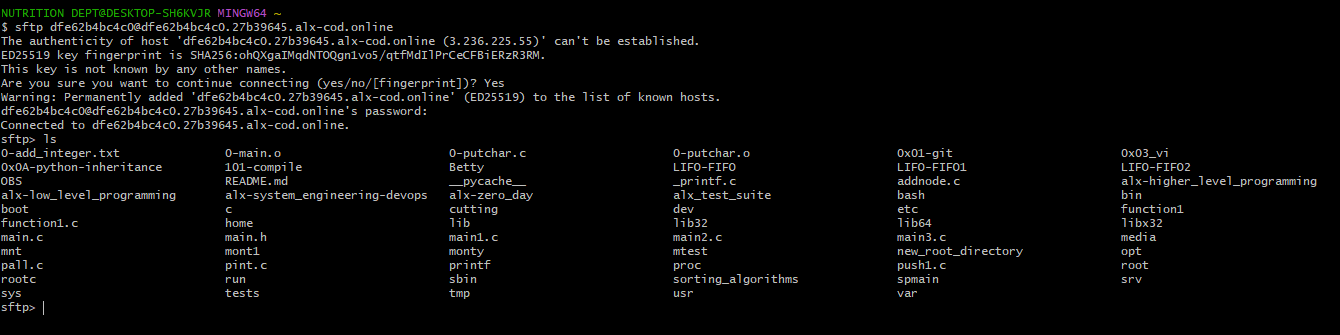 NUTRITION DEPT@DESKTOP-SH6KVJR MINGW64 ~
$ sftp dfe62b4bc4c0@dfe62b4bc4c0.27b39645.alx-cod.online
The authenticity of host 'dfe62b4bc4c0.27b39645.alx-cod.online (3.236.225.55)' can't be established.
ED25519 key fingerprint is SHA256:ohQXgaIMqdNTOQgn1vo5/qtfMdIlPrCeCFBiERzR3RM.
This key is not known by any other names.
Are you sure you want to continue connecting (yes/no/[fingerprint])? Yes
Warning: Permanently added 'dfe62b4bc4c0.27b39645.alx-cod.online' (ED25519) to the list of known hosts.
dfe62b4bc4c0@dfe62b4bc4c0.27b39645.alx-cod.online's password:
Connected to dfe62b4bc4c0.27b39645.alx-cod.online.
sftp> ls
0-add_integer.txt 0-main.o 0-putchar.c 0-putchar.o 0x01-git 0x03_vi
0x0A-python-inheritance 101-compile Betty LIFO-FIFO LIFO-FIFO1 LIFO-FIFO2
OBS README.md __pycache__ _printf.c addnode.c alx-higher_level_programming
alx-low_level_programming alx-system_engineering-devops alx-zero_day alx_test_suite bash bin
boot c cutting dev etc function1
function1.c home lib lib32 lib64 libx32
main.c main.h main1.c main2.c main3.c media
mnt mont1 monty mtest new_root_directory opt
pall.c pint.c printf proc push1.c root
rootc run sbin sorting_algorithms spmain srv
sys tests tmp usr var
sftp>